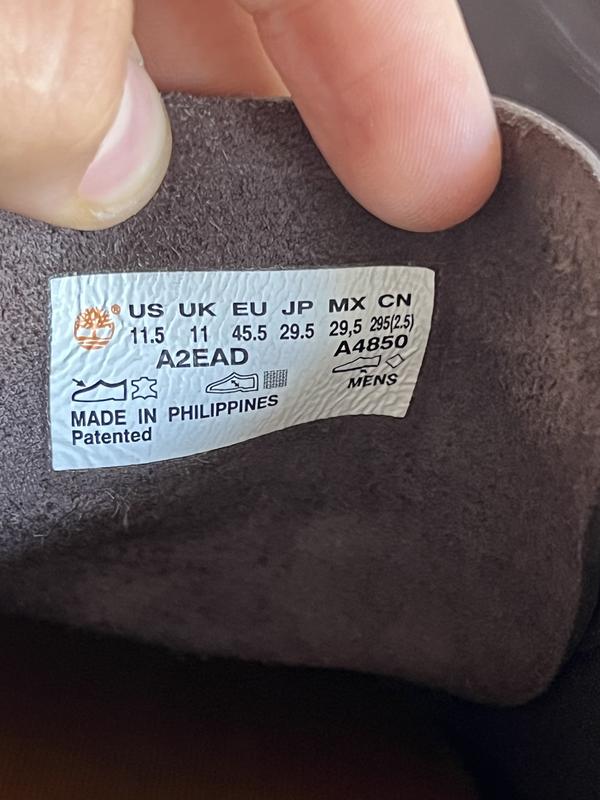 ® US UK EU JP MX CN
11.5 11 45.5 29.5 29,5 295(2.5)
A2EAD A4850
MENS
MADE IN PHILIPPINES
Patented